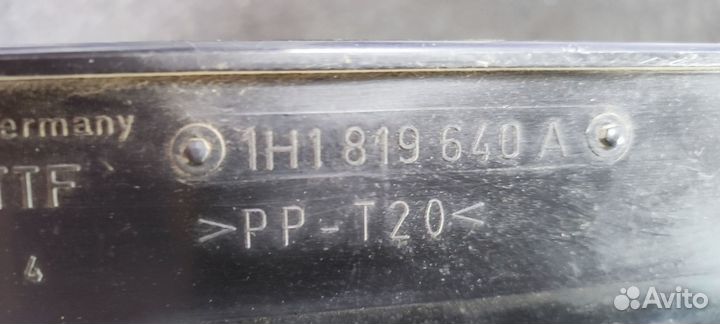 ermany
1H1 819 640 A
TTF
>PP-T20<
4
Avito